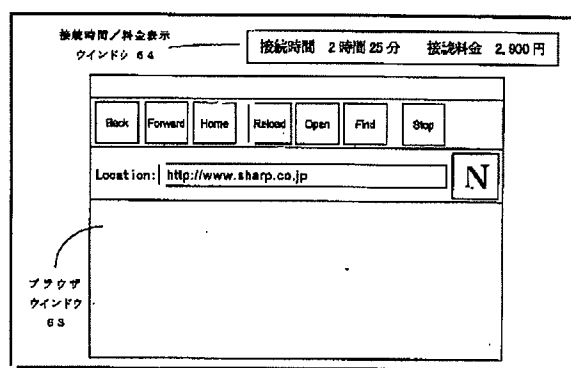 接続時間／料金表示
ウインドウ 64
接続時間 2時間25分 接続料金 2,900円
Back Forward Home Reload Open Find Stop
Location: http://www.sharp.co.jp N
ブラウザ
ウインドウ
63